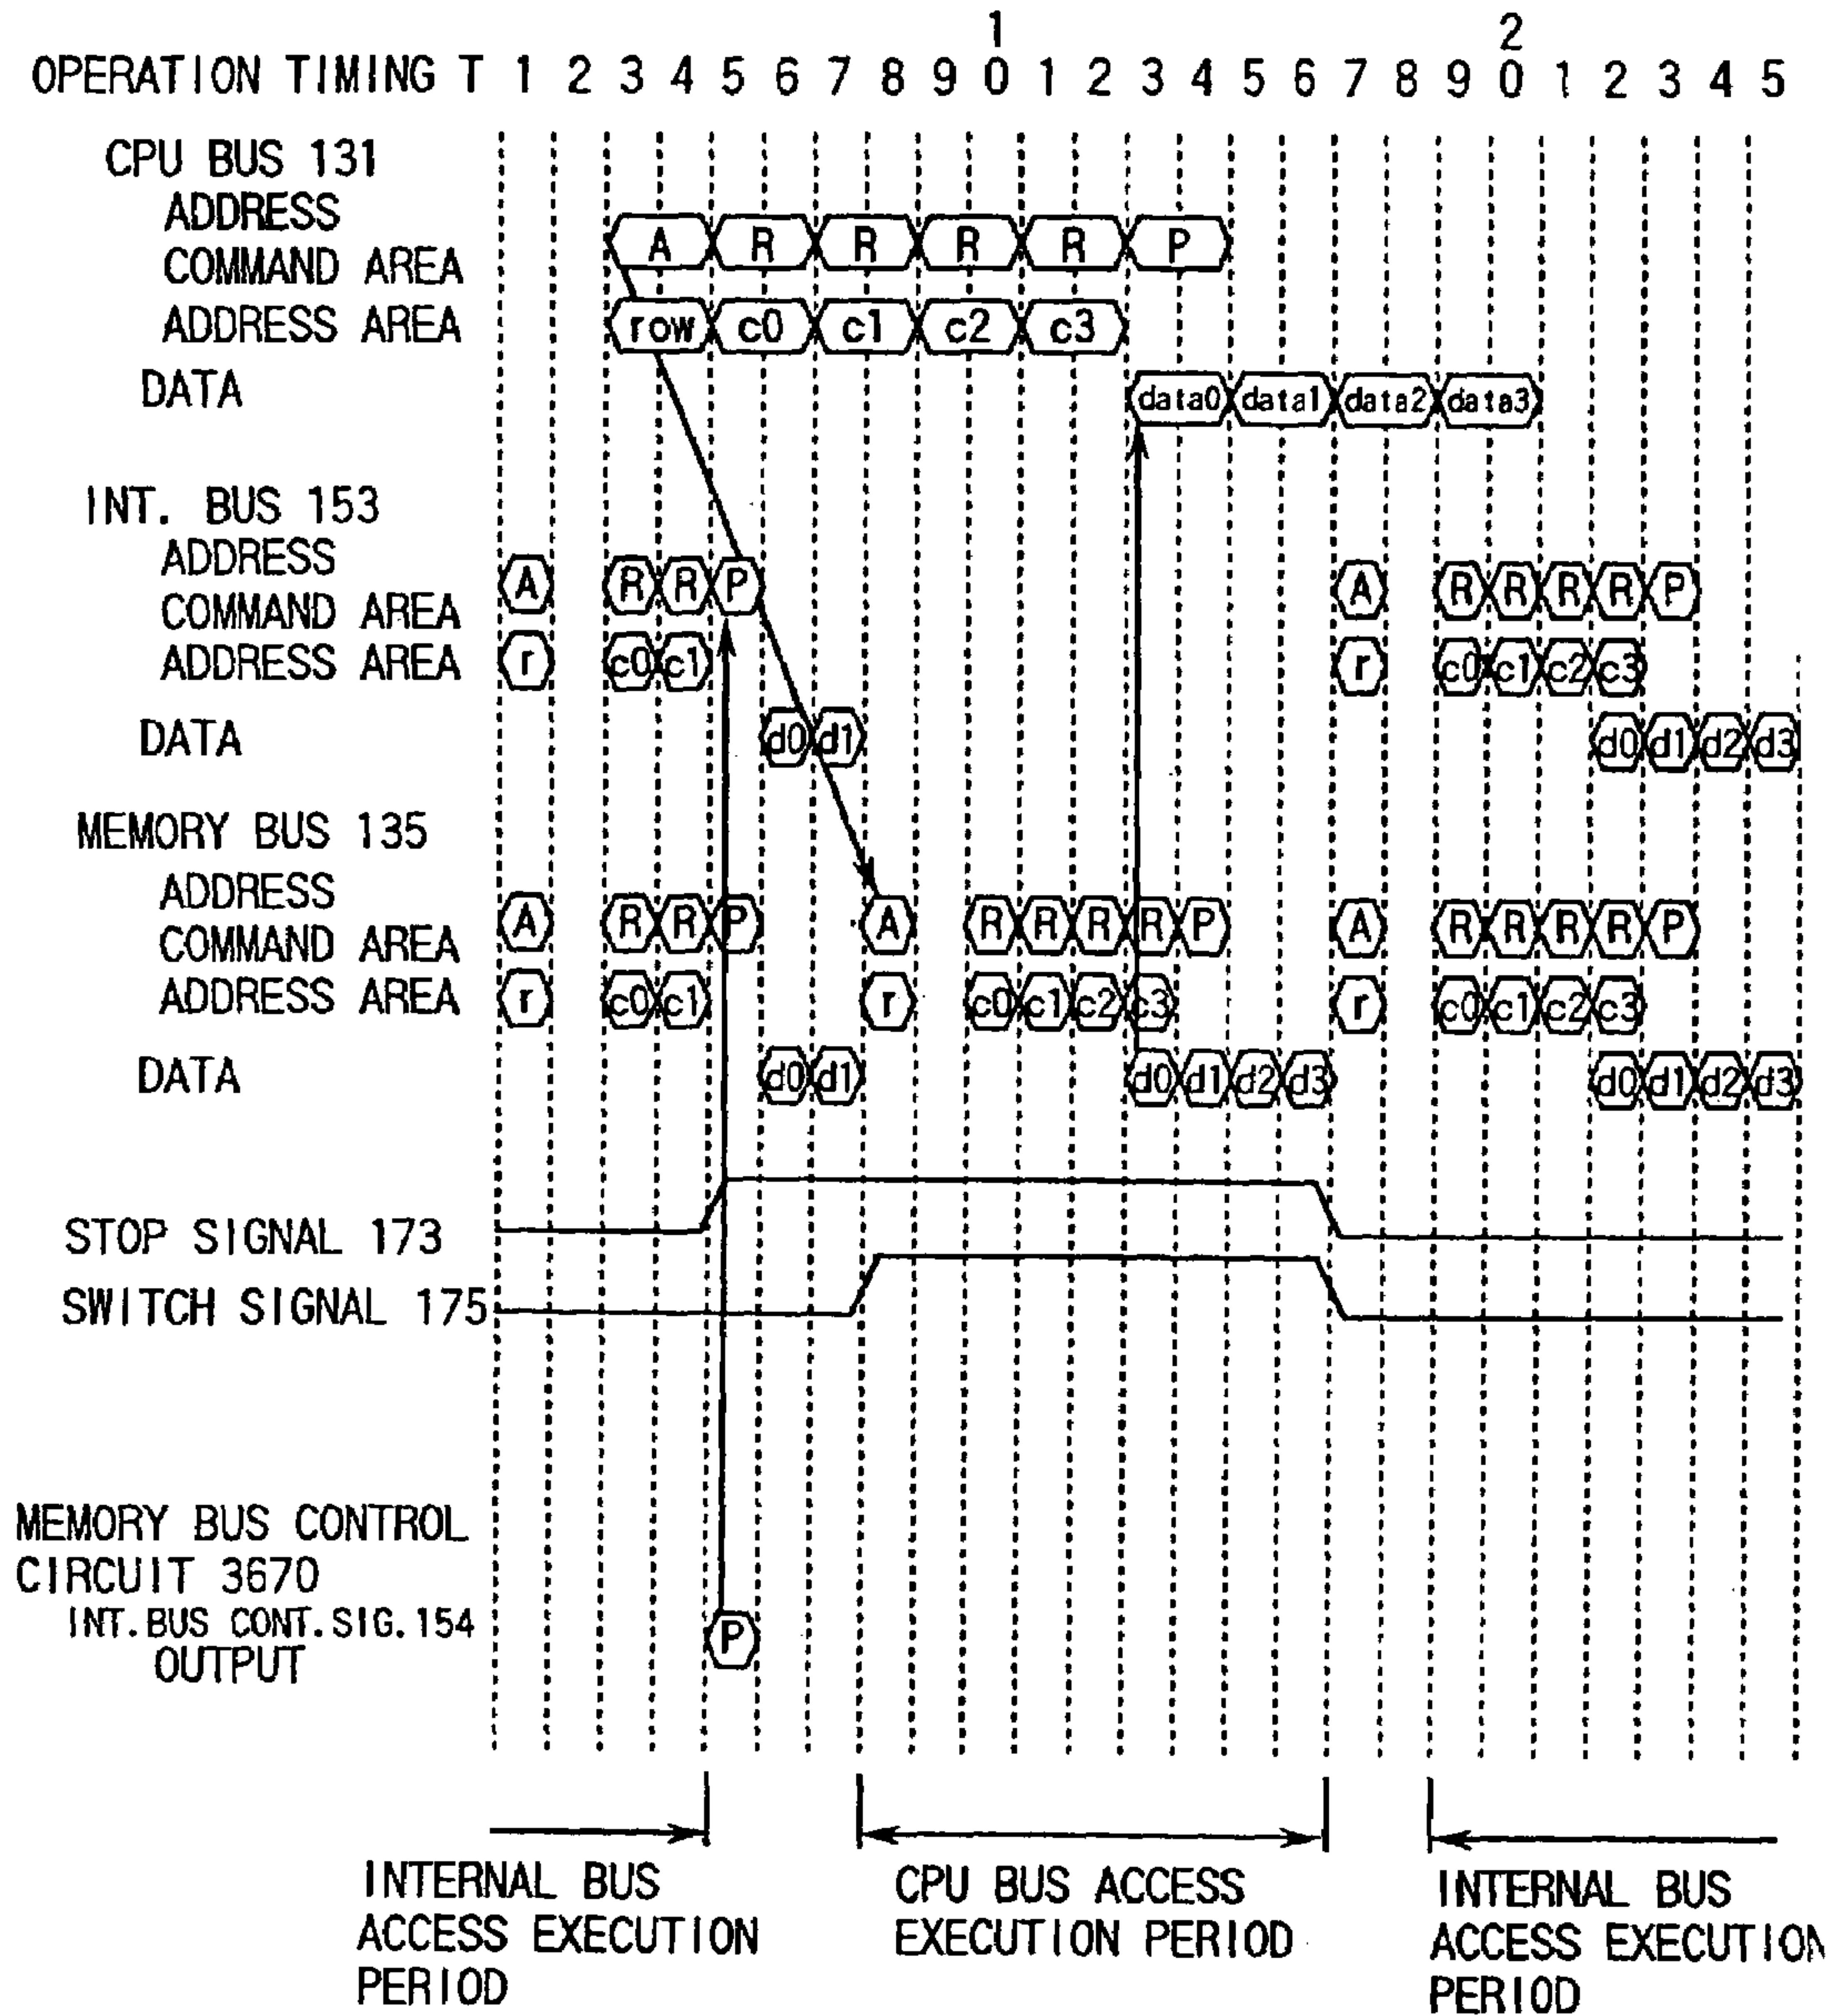 1 2
OPERATION TIMING T 1 2 3 4 5 6 7 8 9 0 1 2 3 4 5 6 7 8 9 0 1 2 3 4 5
CPU BUS 131
ADDRESS
COMMAND AREA A R R R R P
ADDRESS AREA row c0 c1 c2 c3
DATA data0 data1 data2 data3
INT. BUS 153
ADDRESS
COMMAND AREA A R R P A R R R R P
ADDRESS AREA r c0 c1 r c0 c1 c2 c3
DATA d0 d1 d0 d1 d2 d3
MEMORY BUS 135
ADDRESS
COMMAND AREA A R R P A R R R R P A R R R R P
ADDRESS AREA r c0 c1 r c0 c1 c2 c3 r c0 c1 c2 c3
DATA d0 d1 d0 d1 d2 d3 d0 d1 d2 d3
STOP SIGNAL 173
SWITCH SIGNAL 175
MEMORY BUS CONTROL
CIRCUIT 3670
INT.BUS CONT.SIG.154 P
OUTPUT
INTERNAL BUS
ACCESS EXECUTION
PERIOD
CPU BUS ACCESS
EXECUTION PERIOD
INTERNAL BUS
ACCESS EXECUTION
PERIOD